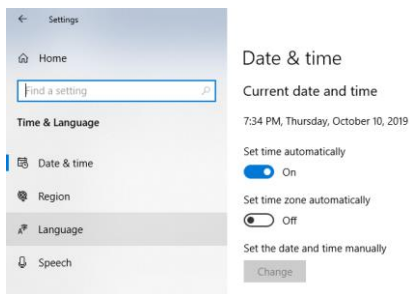 Settings
Home
Find a setting
Time & Language
Date & time
Region
Language
Speech
Date & time
Current date and time
7:34 PM, Thursday, October 10, 2019
Set time automatically
On
Set time zone automatically
Off
Set the date and time manually
Change